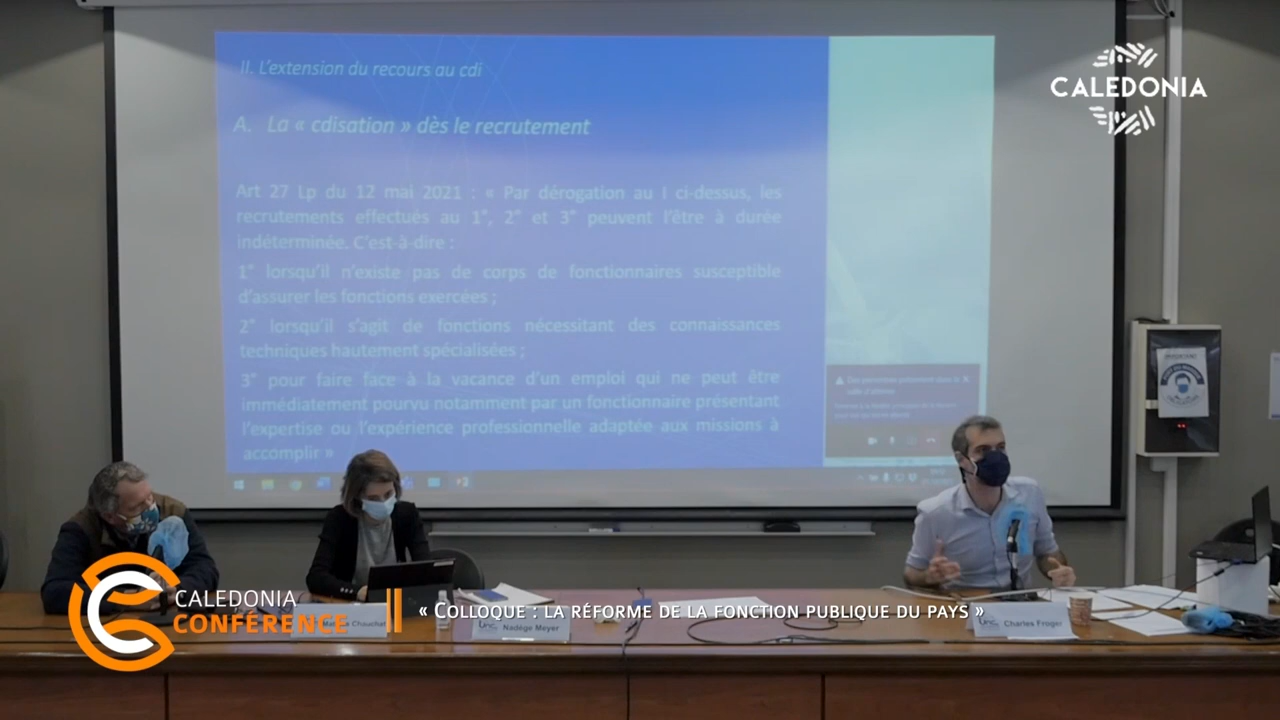 II. L'extension du recours au cdi
A. La « cdisation » dès le recrutement
Art 27 Lp du 12 mai 2021 : « Par dérogation au I ci-dessus, les
recrutements effectués au 1°, 2° et 3° peuvent l'être à durée
indéterminée. C'est-à-dire :
1° lorsqu'il n'existe pas de corps de fonctionnaires susceptible
d'assurer les fonctions exercées ;
2° lorsqu'il s'agit de fonctions nécessitant des connaissances
techniques hautement spécialisées ;
3° pour faire face à la vacance d'un emploi qui ne peut être
immédiatement pourvu notamment par un fonctionnaire présentant
l'expertise ou l'expérience professionnelle adaptée aux missions à
accomplir »
CALEDONIA
CALEDONIA
CONFÉRENCE
« COLLOQUE : LA RÉFORME DE LA FONCTION PUBLIQUE DU PAYS »
Nadège Meyer
Charles Froger